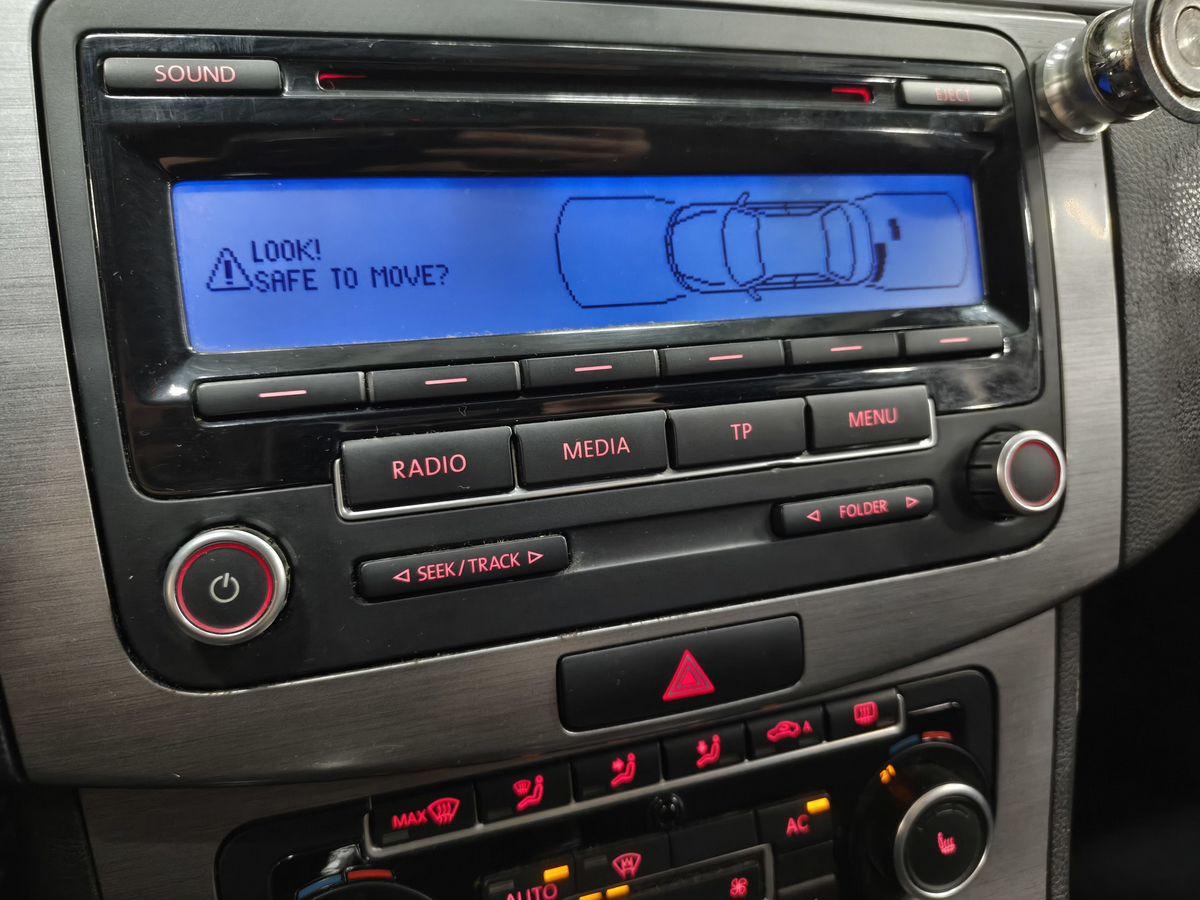 SOUND
EJECT
LOOK!
SAFE TO MOVE?
RADIO
MEDIA
TP
MENU
SEEK/TRACK
FOLDER
MAX
AC
AUTO